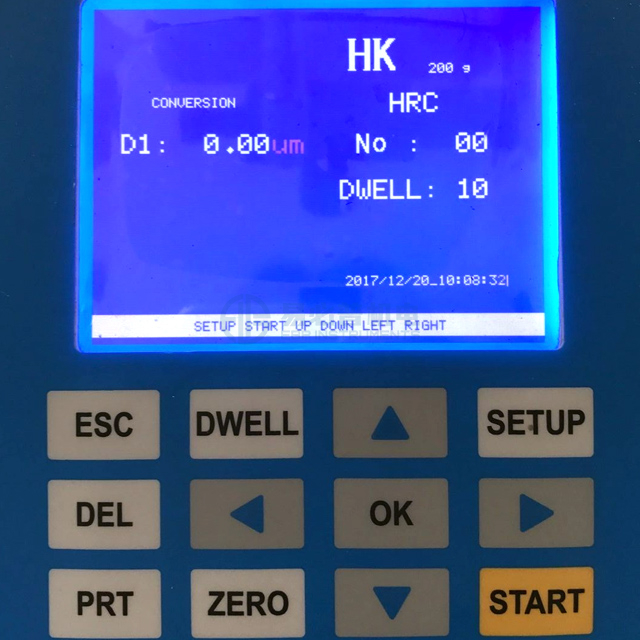 HK 200 g
CONVERSION HRC
D1: 0.00um No : 00
DWELL: 10
2017/12/20_10:08:32
SETUP START UP DOWN LEFT RIGHT
ESC DWELL SETUP
DEL OK
PRT ZERO START